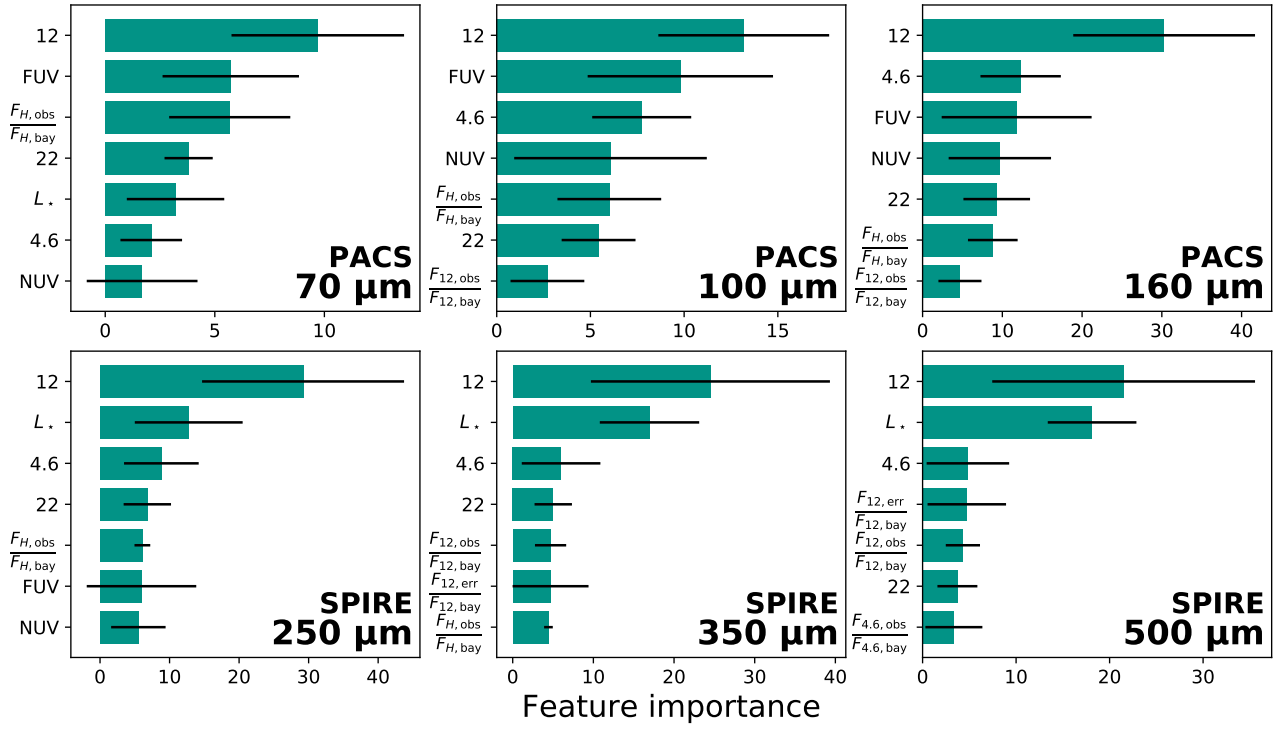 12
FUV
F_H,obs
F_H,bay
22
L⋆
4.6
NUV
PACS
70 μm
0 5 10
12
FUV
4.6
NUV
F_H,obs
F_H,bay
22
F_12,obs
F_12,bay
PACS
100 μm
0 5 10 15
12
4.6
FUV
NUV
22
F_H,obs
F_H,bay
F_12,obs
F_12,bay
PACS
160 μm
0 10 20 30 40
12
L⋆
4.6
22
F_H,obs
F_H,bay
FUV
NUV
SPIRE
250 μm
0 10 20 30 40
12
L⋆
4.6
22
F_12,obs
F_12,bay
F_12,err
F_12,bay
F_H,obs
F_H,bay
SPIRE
350 μm
0 10 20 30 40
12
L⋆
4.6
F_12,err
F_12,bay
F_12,obs
F_12,bay
22
F_4.6,obs
F_4.6,bay
SPIRE
500 μm
0 10 20 30
Feature importance